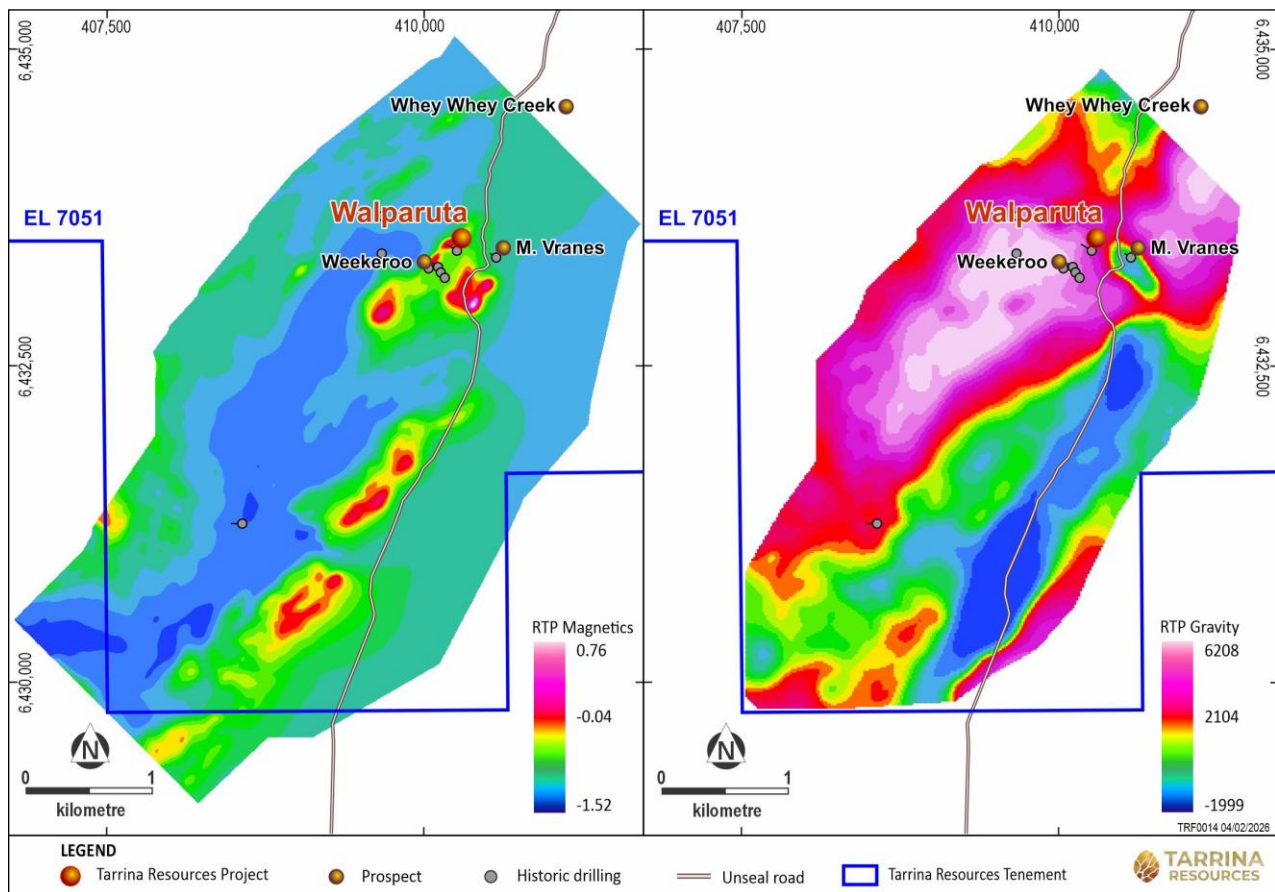 407,500
410,000
407,500
410,000
6,435,000
6,435,000
Whey Whey Creek
Whey Whey Creek
EL 7051
Walparuta
EL 7051
Walparuta
M. Vranes
M. Vranes
Weekeroo
Weekeroo
6,432,500
6,432,500
6,430,000
RTP Magnetics
0.76
-0.04
-1.52
RTP Gravity
6208
2104
-1999
N
0 1
kilometre
N
0 1
kilometre
TRF0014 04/02/2026
LEGEND
Tarrina Resources Project
Prospect
Historic drilling
Unseal road
Tarrina Resources Tenement
TARRINA
RESOURCES